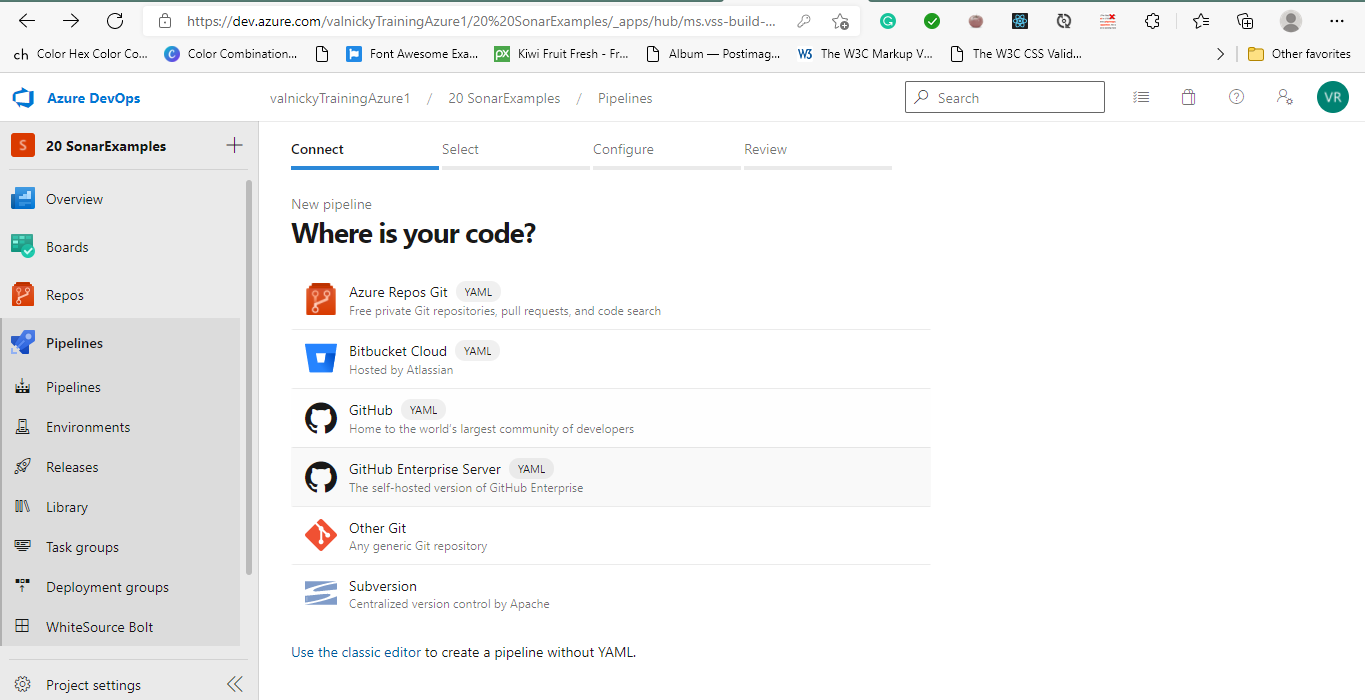 https://dev.azure.com/valnickyTrainingAzure1/20%20SonarExamples/_apps/hub/ms.vss-build-...
ch Color Hex Color Co... C Color Combination... Font Awesome Exa... px Kiwi Fruit Fresh - Fr... Album — Postimag... W3 The W3C Markup V... The W3C CSS Valid... Other favorites
Azure DevOps valnickyTrainingAzure1 / 20 SonarExamples / Pipelines Search VR
S 20 SonarExamples
Overview
Boards
Repos
Pipelines
Pipelines
Environments
Releases
Library
Task groups
Deployment groups
WhiteSource Bolt
Project settings
Connect Select Configure Review
New pipeline
Where is your code?
Azure Repos Git YAML
Free private Git repositories, pull requests, and code search
Bitbucket Cloud YAML
Hosted by Atlassian
GitHub YAML
Home to the world's largest community of developers
GitHub Enterprise Server YAML
The self-hosted version of GitHub Enterprise
Other Git
Any generic Git repository
Subversion
Centralized version control by Apache
Use the classic editor to create a pipeline without YAML.